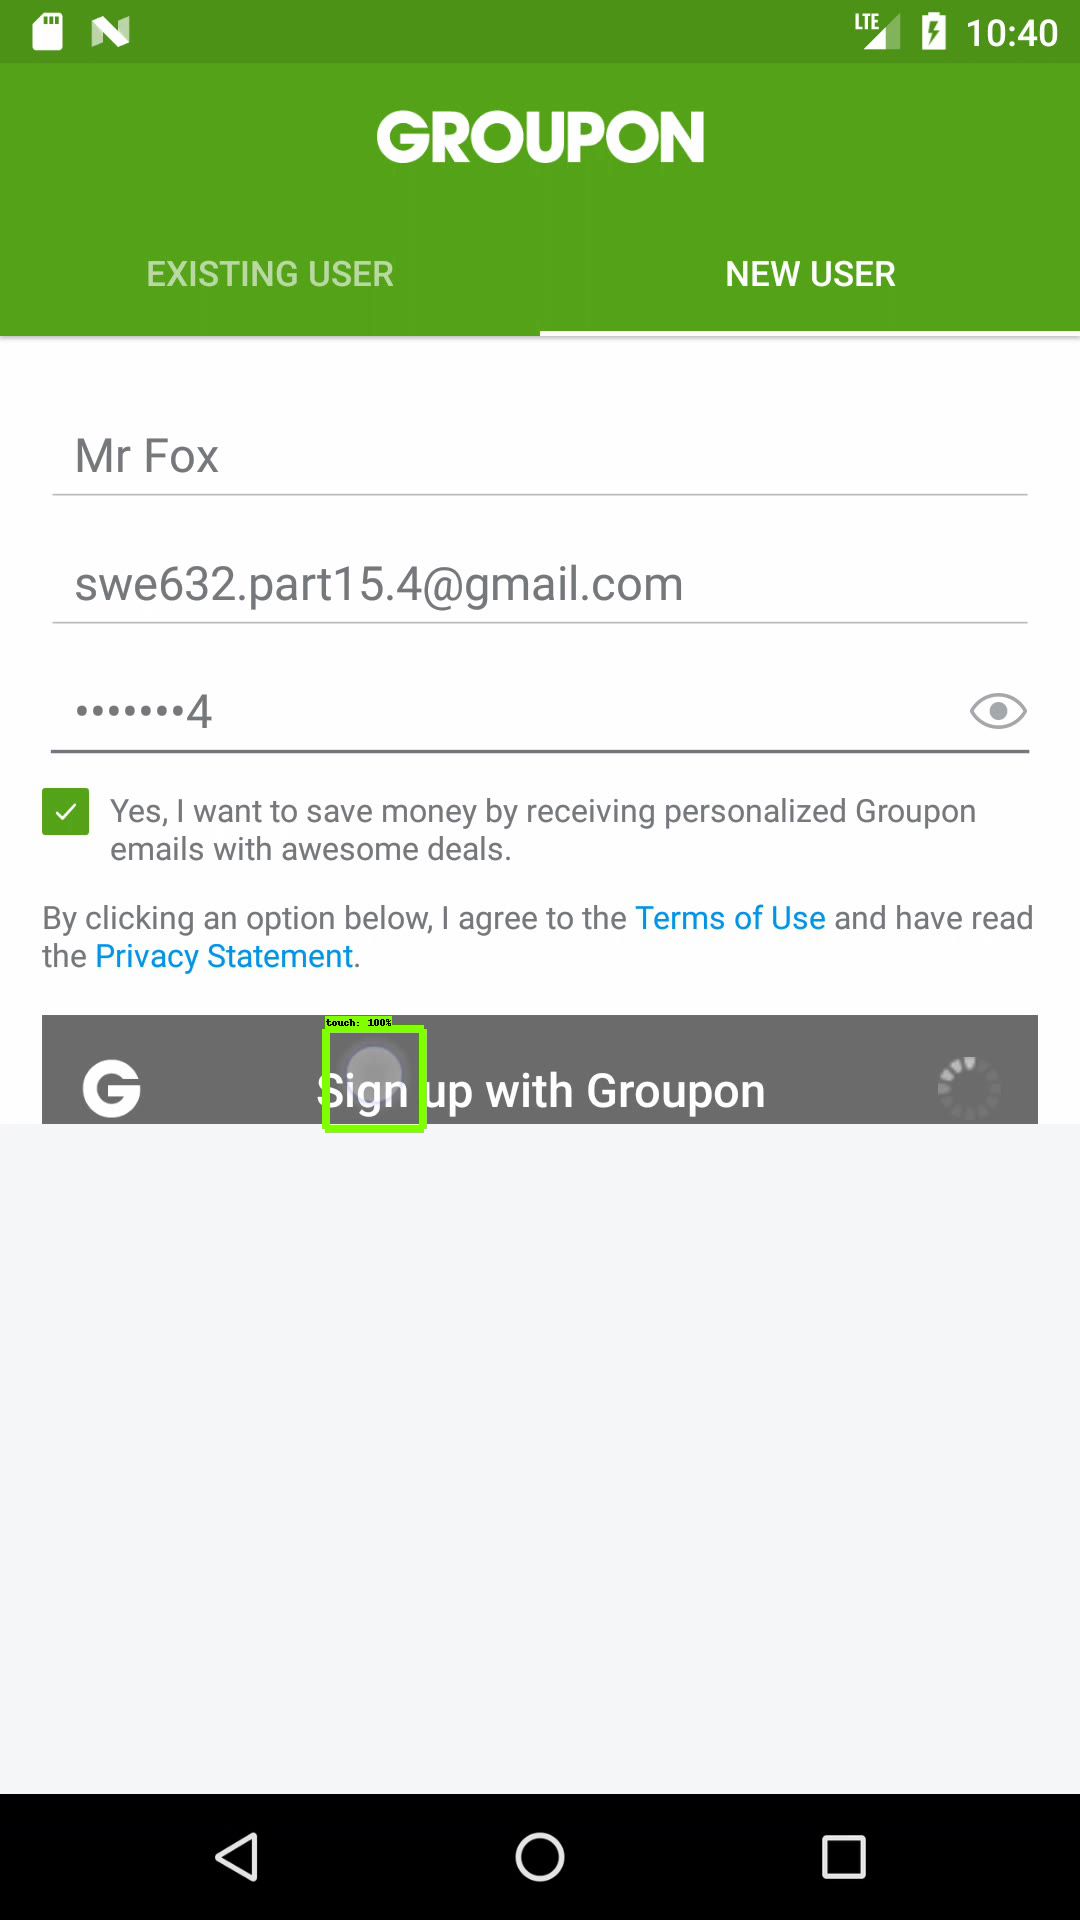 LTE 10:40
GROUPON
EXISTING USER NEW USER
Mr Fox
swe632.part15.4@gmail.com
•••••••4
Yes, I want to save money by receiving personalized Groupon
emails with awesome deals.
By clicking an option below, I agree to the Terms of Use and have read
the Privacy Statement.
touch: 100%
G Sign up with Groupon